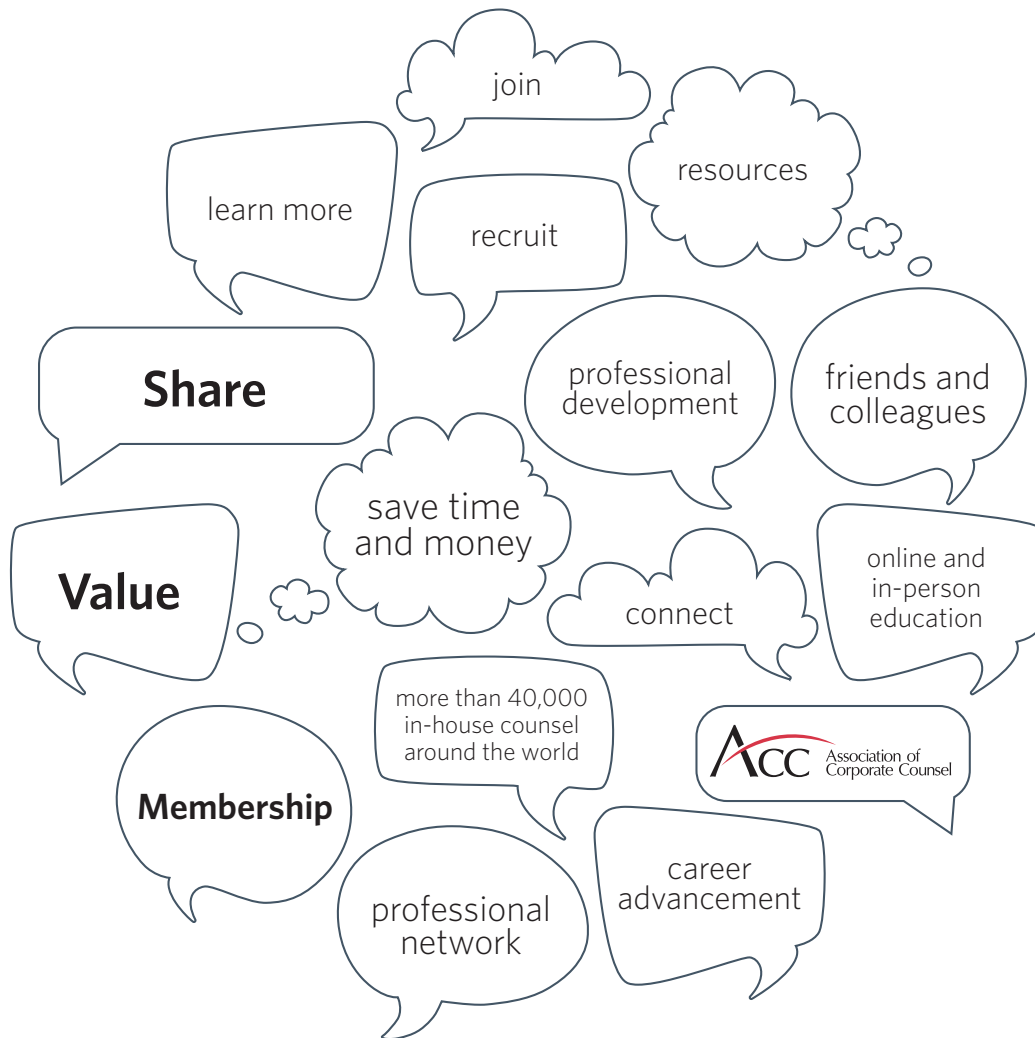 join
resources
learn more
recruit
Share
professional
development
friends and
colleagues
save time
and money
Value
connect
online and
in-person
education
more than 40,000
in-house counsel
around the world
ACC Association of
Corporate Counsel
Membership
career
advancement
professional
network